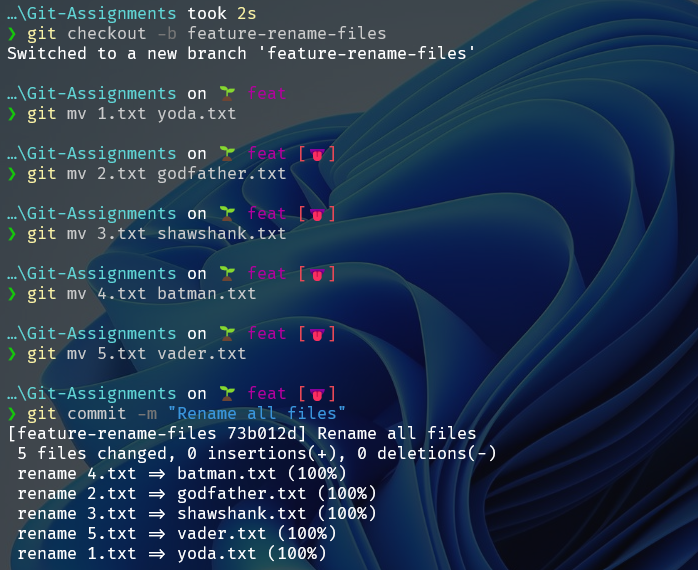 …\Git-Assignments took 2s
❯ git checkout -b feature-rename-files
Switched to a new branch 'feature-rename-files'
…\Git-Assignments on 🌱 feat
❯ git mv 1.txt yoda.txt
…\Git-Assignments on 🌱 feat [👅]
❯ git mv 2.txt godfather.txt
…\Git-Assignments on 🌱 feat [👅]
❯ git mv 3.txt shawshank.txt
…\Git-Assignments on 🌱 feat [👅]
❯ git mv 4.txt batman.txt
…\Git-Assignments on 🌱 feat [👅]
❯ git mv 5.txt vader.txt
…\Git-Assignments on 🌱 feat [👅]
❯ git commit -m "Rename all files"
[feature-rename-files 73b012d] Rename all files
5 files changed, 0 insertions(+), 0 deletions(-)
rename 4.txt => batman.txt (100%)
rename 2.txt => godfather.txt (100%)
rename 3.txt => shawshank.txt (100%)
rename 5.txt => vader.txt (100%)
rename 1.txt => yoda.txt (100%)